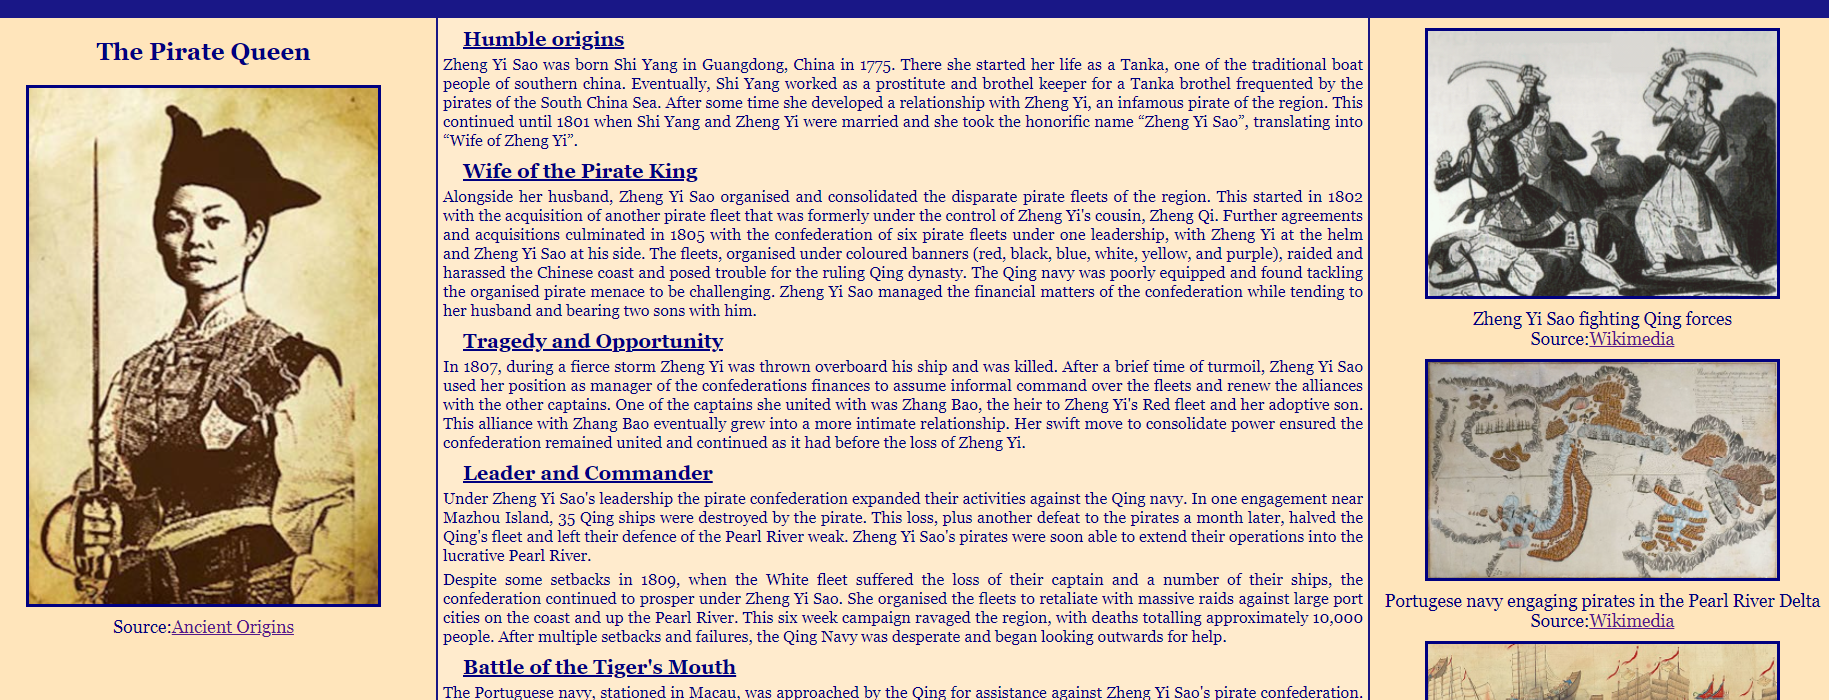 The Pirate Queen
Source:Ancient Origins
Humble origins
Zheng Yi Sao was born Shi Yang in Guangdong, China in 1775. There she started her life as a Tanka, one of the traditional boat
people of southern china. Eventually, Shi Yang worked as a prostitute and brothel keeper for a Tanka brothel frequented by the
pirates of the South China Sea. After some time she developed a relationship with Zheng Yi, an infamous pirate of the region. This
continued until 1801 when Shi Yang and Zheng Yi were married and she took the honorific name “Zheng Yi Sao”, translating into
“Wife of Zheng Yi”.
Wife of the Pirate King
Alongside her husband, Zheng Yi Sao organised and consolidated the disparate pirate fleets of the region. This started in 1802
with the acquisition of another pirate fleet that was formerly under the control of Zheng Yi's cousin, Zheng Qi. Further agreements
and acquisitions culminated in 1805 with the confederation of six pirate fleets under one leadership, with Zheng Yi at the helm
and Zheng Yi Sao at his side. The fleets, organised under coloured banners (red, black, blue, white, yellow, and purple), raided and
harassed the Chinese coast and posed trouble for the ruling Qing dynasty. The Qing navy was poorly equipped and found tackling
the organised pirate menace to be challenging. Zheng Yi Sao managed the financial matters of the confederation while tending to
her husband and bearing two sons with him.
Tragedy and Opportunity
In 1807, during a fierce storm Zheng Yi was thrown overboard his ship and was killed. After a brief time of turmoil, Zheng Yi Sao
used her position as manager of the confederations finances to assume informal command over the fleets and renew the alliances
with the other captains. One of the captains she united with was Zhang Bao, the heir to Zheng Yi's Red fleet and her adoptive son.
This alliance with Zhang Bao eventually grew into a more intimate relationship. Her swift move to consolidate power ensured the
confederation remained united and continued as it had before the loss of Zheng Yi.
Leader and Commander
Under Zheng Yi Sao's leadership the pirate confederation expanded their activities against the Qing navy. In one engagement near
Mazhou Island, 35 Qing ships were destroyed by the pirate. This loss, plus another defeat to the pirates a month later, halved the
Qing's fleet and left their defence of the Pearl River weak. Zheng Yi Sao's pirates were soon able to extend their operations into the
lucrative Pearl River.
Despite some setbacks in 1809, when the White fleet suffered the loss of their captain and a number of their ships, the
confederation continued to prosper under Zheng Yi Sao. She organised the fleets to retaliate with massive raids against large port
cities on the coast and up the Pearl River. This six week campaign ravaged the region, with deaths totalling approximately 10,000
people. After multiple setbacks and failures, the Qing Navy was desperate and began looking outwards for help.
Battle of the Tiger's Mouth
The Portuguese navy, stationed in Macau, was approached by the Qing for assistance against Zheng Yi Sao's pirate confederation.
Zheng Yi Sao fighting Qing forces
Source:Wikimedia
Portugese navy engaging pirates in the Pearl River Delta
Source:Wikimedia